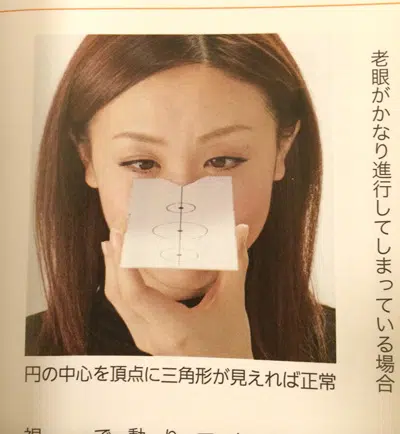 老眼がかなり進行してしまっている場合
円の中心を頂点に三角形が見えれば正常